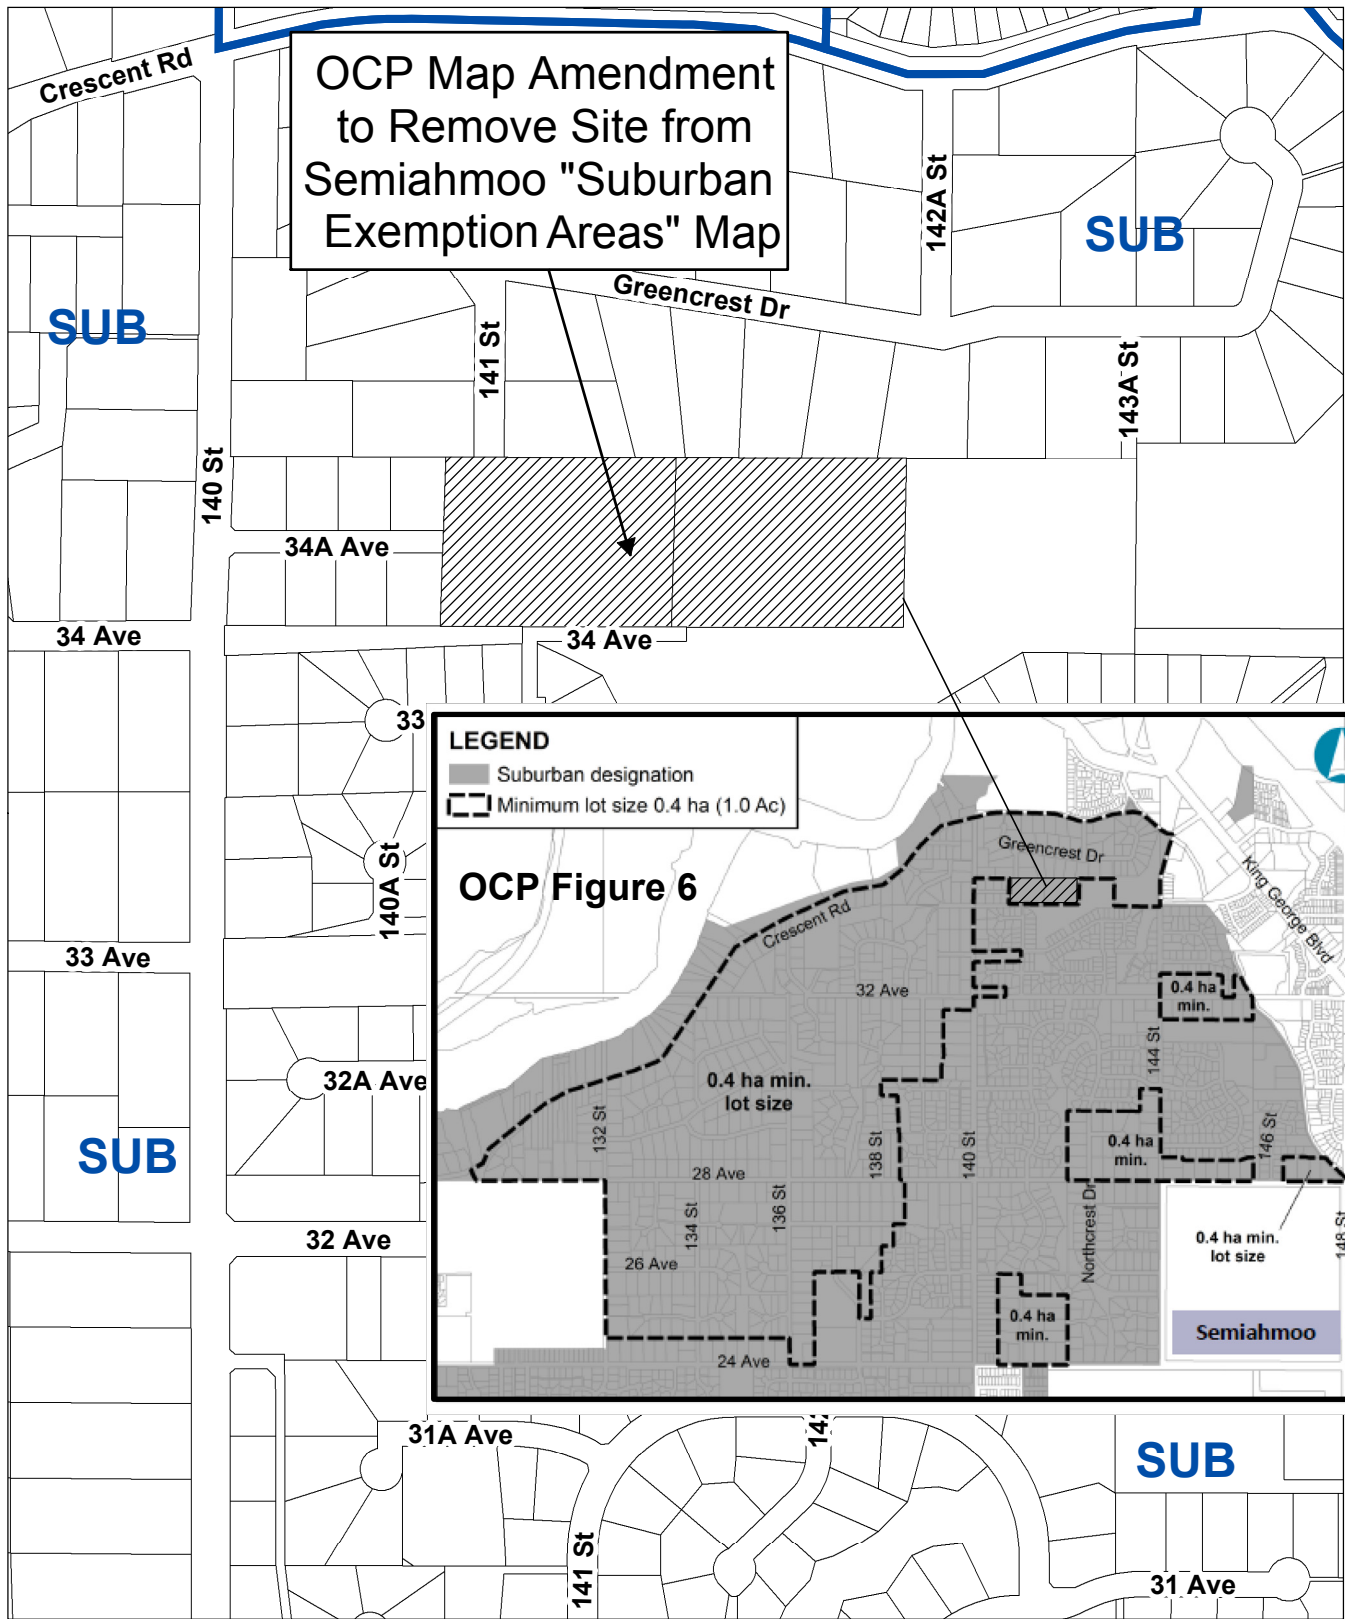 Crescent Rd
OCP Map Amendment
to Remove Site from
Semiahmoo "Suburban
Exemption Areas" Map
142A St
SUB
Greencrest Dr
SUB
141 St
143A St
140 St
34A Ave
34 Ave
34 Ave
33
LEGEND
Suburban designation
Minimum lot size 0.4 ha (1.0 Ac)
OCP Figure 6
Greencrest Dr
King George Blvd
Crescent Rd
32 Ave
0.4 ha
min.
144 St
0.4 ha min.
lot size
132 St
138 St
140 St
0.4 ha
min.
146 St
28 Ave
134 St
136 St
Northcrest Dr
0.4 ha min.
lot size
148 St
26 Ave
0.4 ha
min.
Semiahmoo
24 Ave
140A St
33 Ave
32A Ave
SUB
32 Ave
31A Ave
142
SUB
141 St
31 Ave